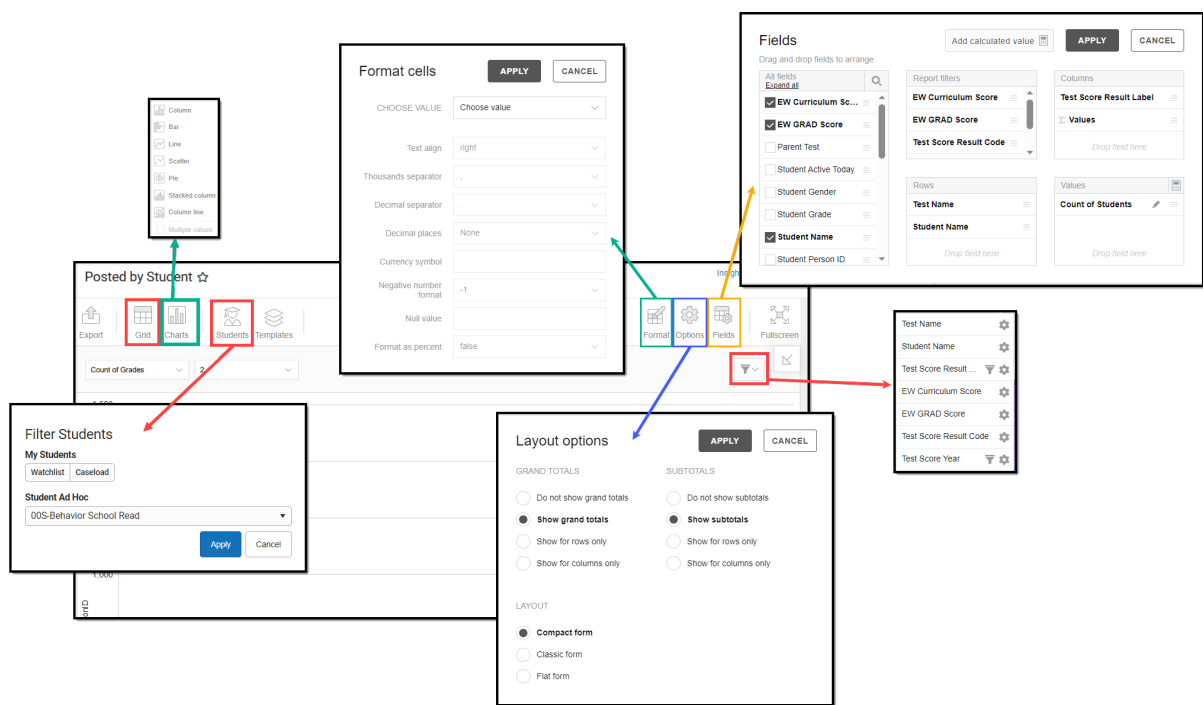 Column
Bar
Line
Scatter
Pie
Stacked column
Column line
Multiple values
Format cells
APPLY
CANCEL
CHOOSE VALUE
Choose value
Text align
right
Thousands separator
,
Decimal separator
.
Decimal places
None
Currency symbol
Negative number
format
-1
Null value
Format as percent
false
Fields
Add calculated value
APPLY
CANCEL
Drag and drop fields to arrange
All fields
Expand all
EW Curriculum Sc...
EW GRAD Score
Parent Test
Student Active Today
Student Gender
Student Grade
Student Name
Student Person ID
Report filters
EW Curriculum Score
EW GRAD Score
Test Score Result Code
Columns
Test Score Result Label
Σ Values
Drop field here
Rows
Test Name
Student Name
Drop field here
Values
Count of Students
Drop field here
Posted by Student
Insigh
Export
Grid
Charts
Students
Templates
Format
Options
Fields
Fullscreen
Count of Grades
2
Filter Students
My Students
Watchlist
Caseload
Student Ad Hoc
00S-Behavior School Read
Apply
Cancel
1,000
Layout options
APPLY
CANCEL
GRAND TOTALS
Do not show grand totals
Show grand totals
Show for rows only
Show for columns only
SUBTOTALS
Do not show subtotals
Show subtotals
Show for rows only
Show for columns only
LAYOUT
Compact form
Classic form
Flat form
Test Name
Student Name
Test Score Result ...
EW Curriculum Score
EW GRAD Score
Test Score Result Code
Test Score Year